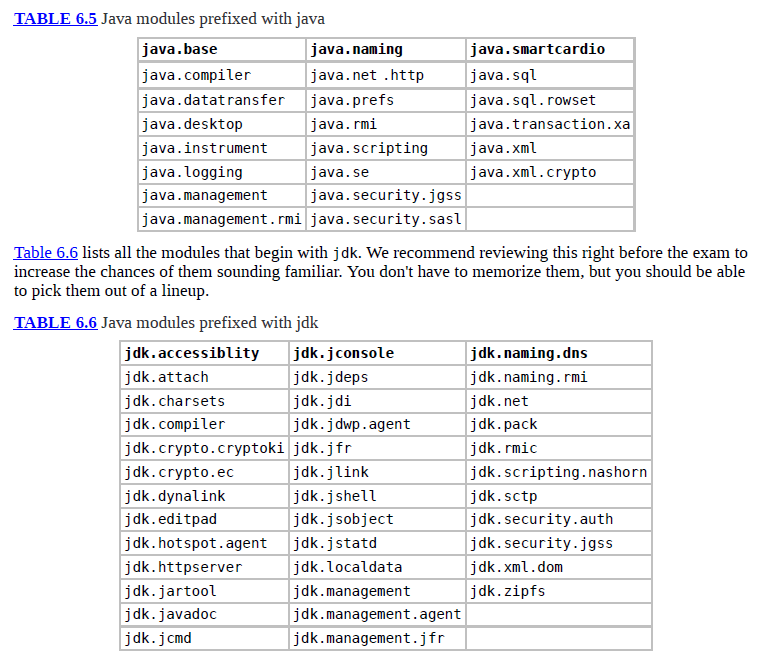 TABLE 6.5 Java modules prefixed with java
java.base java.naming java.smartcardio
java.compiler java.net .http java.sql
java.datatransfer java.prefs java.sql.rowset
java.desktop java.rmi java.transaction.xa
java.instrument java.scripting java.xml
java.logging java.se java.xml.crypto
java.management java.security.jgss
java.management.rmi java.security.sasl
Table 6.6 lists all the modules that begin with jdk. We recommend reviewing this right before the exam to
increase the chances of them sounding familiar. You don't have to memorize them, but you should be able
to pick them out of a lineup.
TABLE 6.6 Java modules prefixed with jdk
jdk.accessiblity jdk.jconsole jdk.naming.dns
jdk.attach jdk.jdeps jdk.naming.rmi
jdk.charsets jdk.jdi jdk.net
jdk.compiler jdk.jdwp.agent jdk.pack
jdk.crypto.cryptoki jdk.jfr jdk.rmic
jdk.crypto.ec jdk.jlink jdk.scripting.nashorn
jdk.dynalink jdk.jshell jdk.sctp
jdk.editpad jdk.jsobject jdk.security.auth
jdk.hotspot.agent jdk.jstatd jdk.security.jgss
jdk.httpserver jdk.localdata jdk.xml.dom
jdk.jartool jdk.management jdk.zipfs
jdk.javadoc jdk.management.agent
jdk.jcmd jdk.management.jfr